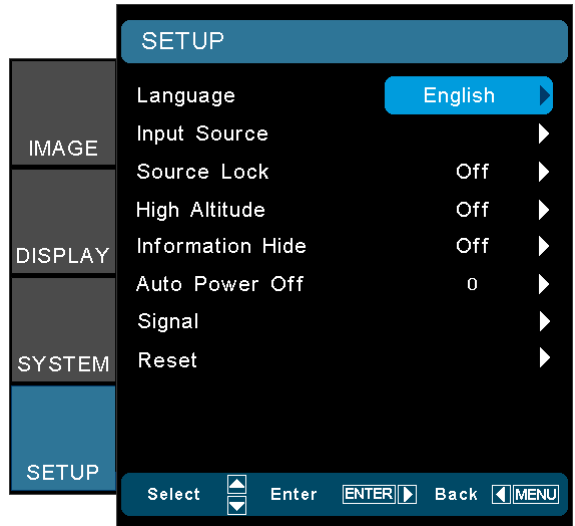 SETUP
IMAGE
DISPLAY
SYSTEM
SETUP
Language English
Input Source
Source Lock Off
High Altitude Off
Information Hide Off
Auto Power Off 0
Signal
Reset
Select Enter ENTER Back MENU